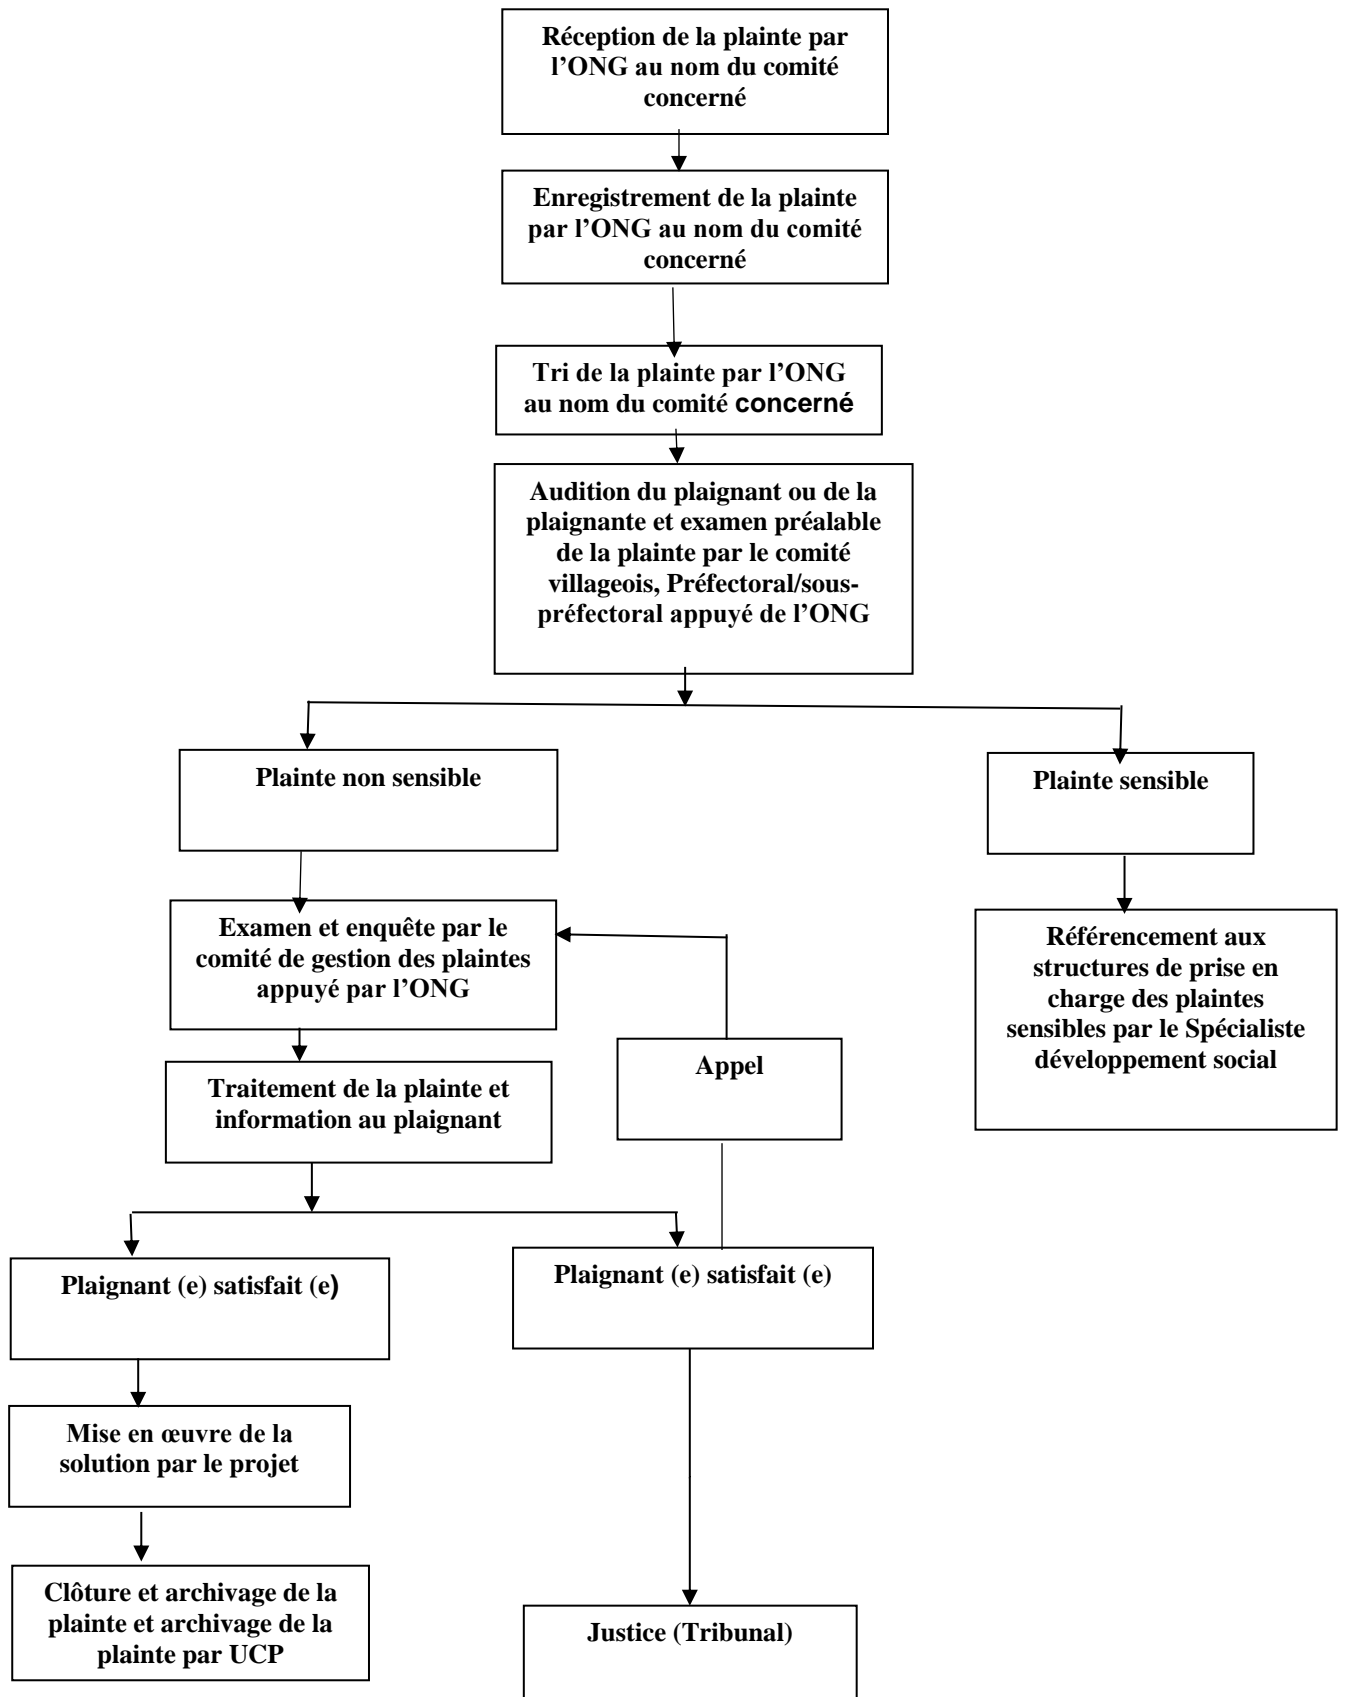 Réception de la plainte par
l’ONG au nom du comité
concerné
Enregistrement de la plainte
par l’ONG au nom du comité
concerné
Tri de la plainte par l’ONG
au nom du comité concerné
Audition du plaignant ou de la
plaignante et examen préalable
de la plainte par le comité
villageois, Préfectoral/sous-
préfectoral appuyé de l’ONG
Plainte non sensible
Plainte sensible
Examen et enquête par le
comité de gestion des plaintes
appuyé par l’ONG
Référencement aux
structures de prise en
charge des plaintes
sensibles par le Spécialiste
développement social
Appel
Traitement de la plainte et
information au plaignant
Plaignant (e) satisfait (e)
Plaignant (e) satisfait (e)
Mise en œuvre de la
solution par le projet
Clôture et archivage de la
plainte et archivage de la
plainte par UCP
Justice (Tribunal)